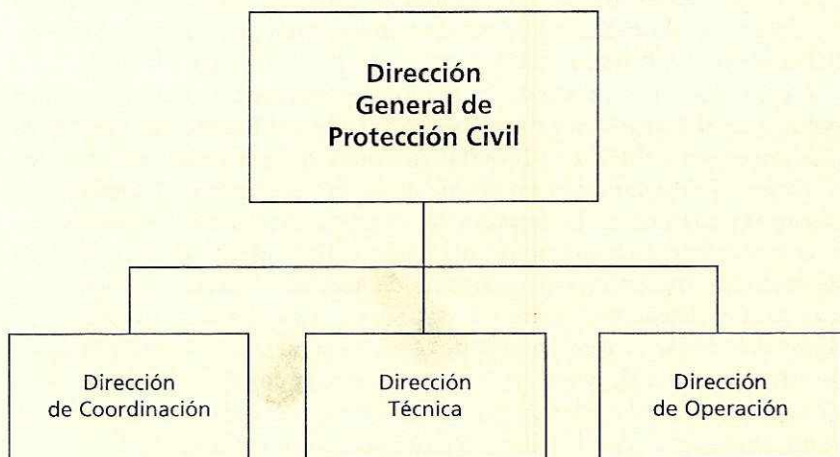 Dirección
General de
Protección Civil
Dirección
de Coordinación
Dirección
Técnica
Dirección
de Operación